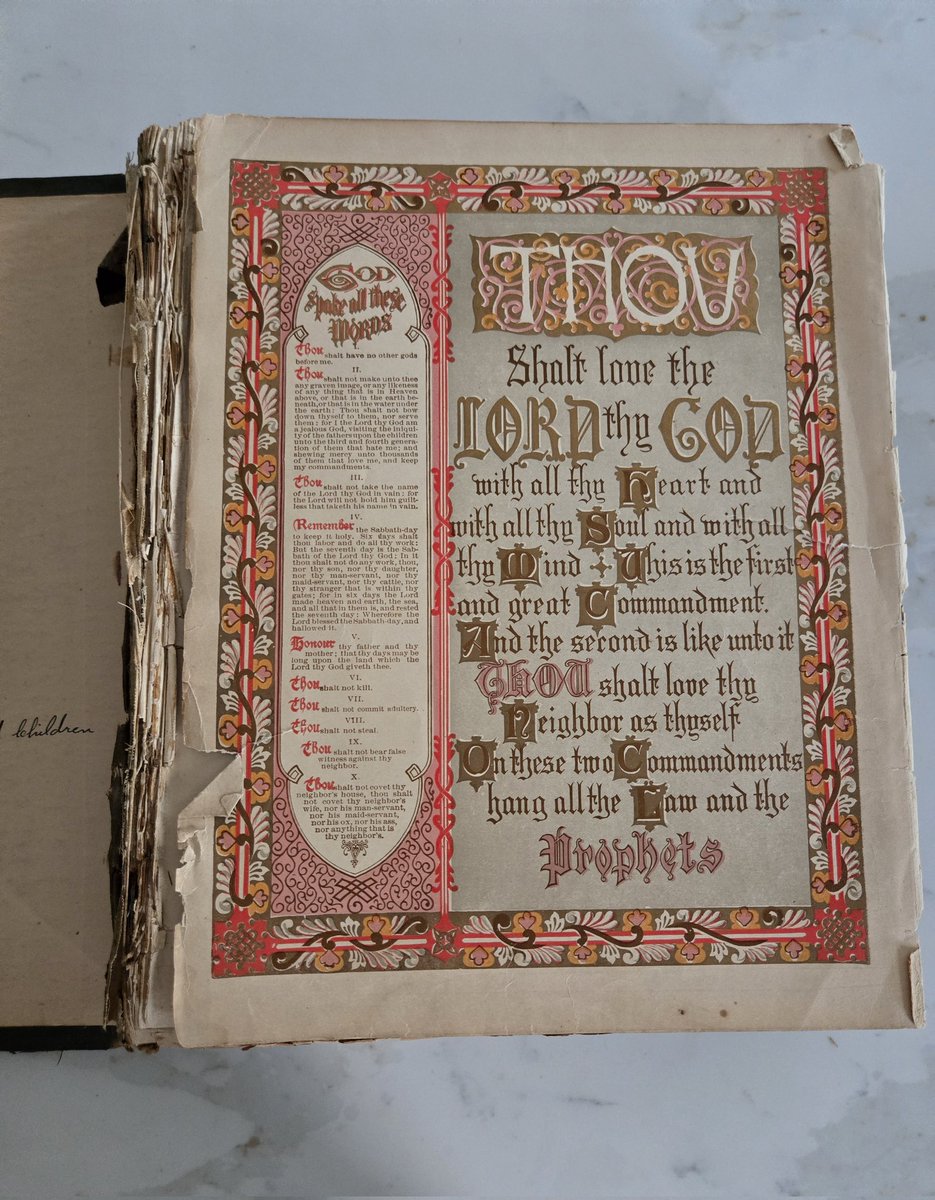 children
GOD
Spake all these
WORDS
Thou shalt have no other gods
before me.
II.
Thou shalt not make unto thee
any graven image, or any likeness
of any thing that is in Heaven
above, or that is in the earth be-
neath, or that is in the water under
the earth: Thou shalt not bow
down thyself to them, nor serve
them: for I the Lord thy God am
a jealous God, visiting the iniqui-
ty of the fathers upon the children
unto the third and fourth genera-
tion of them that hate me; and
shewing mercy unto thousands
of them that love me, and keep
my commandments.
III.
Thou shalt not take the name
of the Lord thy God in vain: for
the Lord will not hold him guilt-
less that taketh his name in vain.
IV.
Remember the Sabbath-day
to keep it holy. Six days shalt
thou labor and do all thy work:
But the seventh day is the Sab-
bath of the Lord thy God: In it
thou shalt not do any work, thou,
nor thy son, nor thy daughter,
nor thy man-servant, nor thy
maid-servant, nor thy cattle, nor
thy stranger that is within thy
gates; for in six days the Lord
made heaven and earth, the sea,
and all that in them is, and rested
the seventh day: Wherefore the
Lord blessed the Sabbath-day, and
hallowed it.
V.
Honour thy father and thy
mother; that thy days may be
long upon the land which the
Lord thy God giveth thee.
VI.
Thou shalt not kill.
VII.
Thou shalt not commit adultery.
VIII.
Thou shalt not steal.
IX.
Thou shalt not bear false
witness against thy
neighbor.
X.
Thou shalt not covet thy
neighbor's house, thou shalt
not covet thy neighbor's
wife, nor his man-servant,
nor his maid-servant,
nor his ox, nor his ass,
nor anything that is
thy neighbor's.
THOU
Shalt love the
LORD thy GOD
with all thy Heart and
with all thy Soul and with all
thy Mind This is the first
and great Commandment.
And the second is like unto it
THOU shalt love thy
Neighbor as thyself
On these two Commandments
hang all the Law and the
Prophets